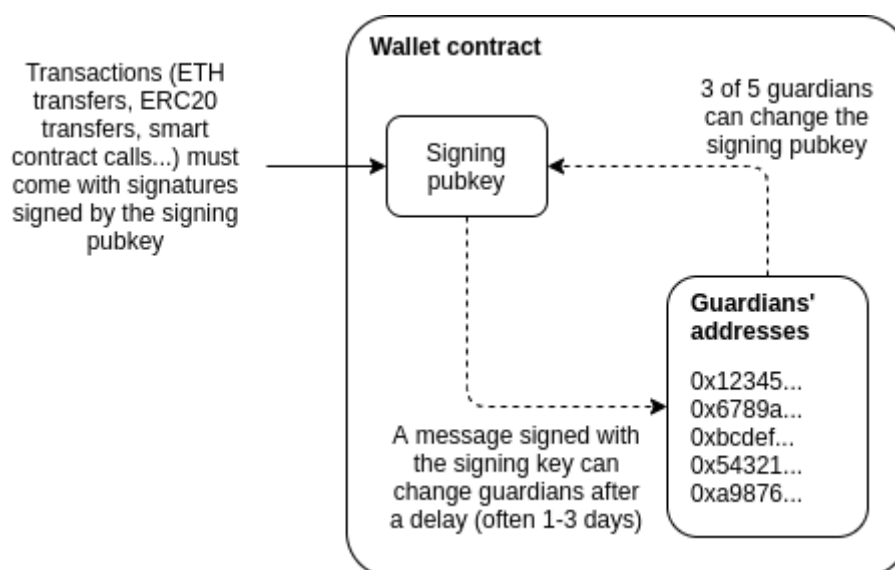 Wallet contract
Transactions (ETH
transfers, ERC20
transfers, smart
contract calls...) must
come with signatures
signed by the signing
pubkey
Signing
pubkey
3 of 5 guardians
can change the
signing pubkey
Guardians'
addresses
0x12345...
0x6789a...
0xbcdef...
0x54321...
0xa9876...
A message signed with
the signing key can
change guardians after
a delay (often 1-3 days)